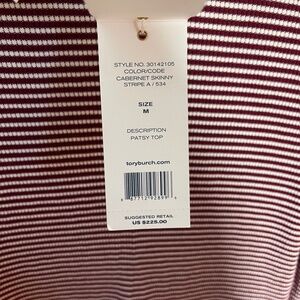 STYLE NO. 30142105
COLOR/CODE
CABERNET SKINNY
STRIPE A / 534
SIZE
M
DESCRIPTION
PATSY TOP
toryburch.com
SUGGESTED RETAIL
US $225.00